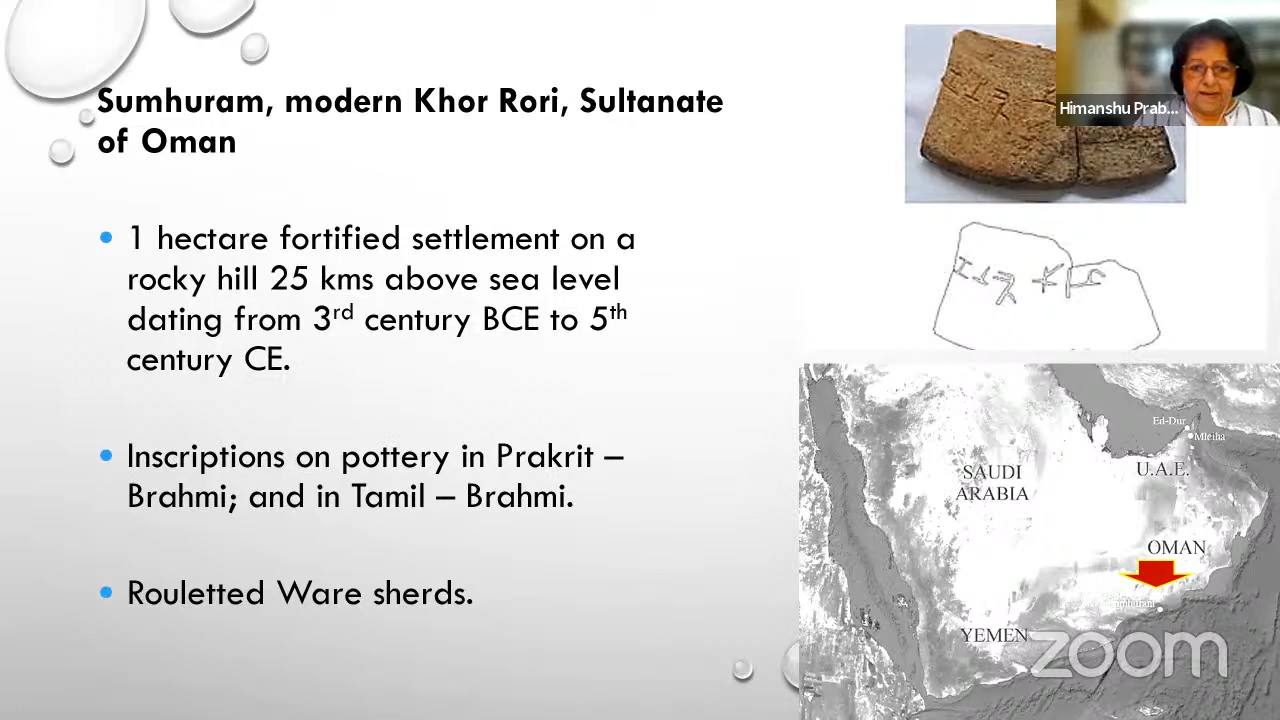 Sumhuram, modern Khor Rori, Sultanate
of Oman
• 1 hectare fortified settlement on a
rocky hill 25 kms above sea level
dating from 3rd century BCE to 5th
century CE.
• Inscriptions on pottery in Prakrit –
Brahmi; and in Tamil – Brahmi.
• Rouletted Ware sherds.
Himanshu Prab...
Ed-Dur
Mleiha
SAUDI
ARABIA
U.A.E.
OMAN
YEMEN
zoom